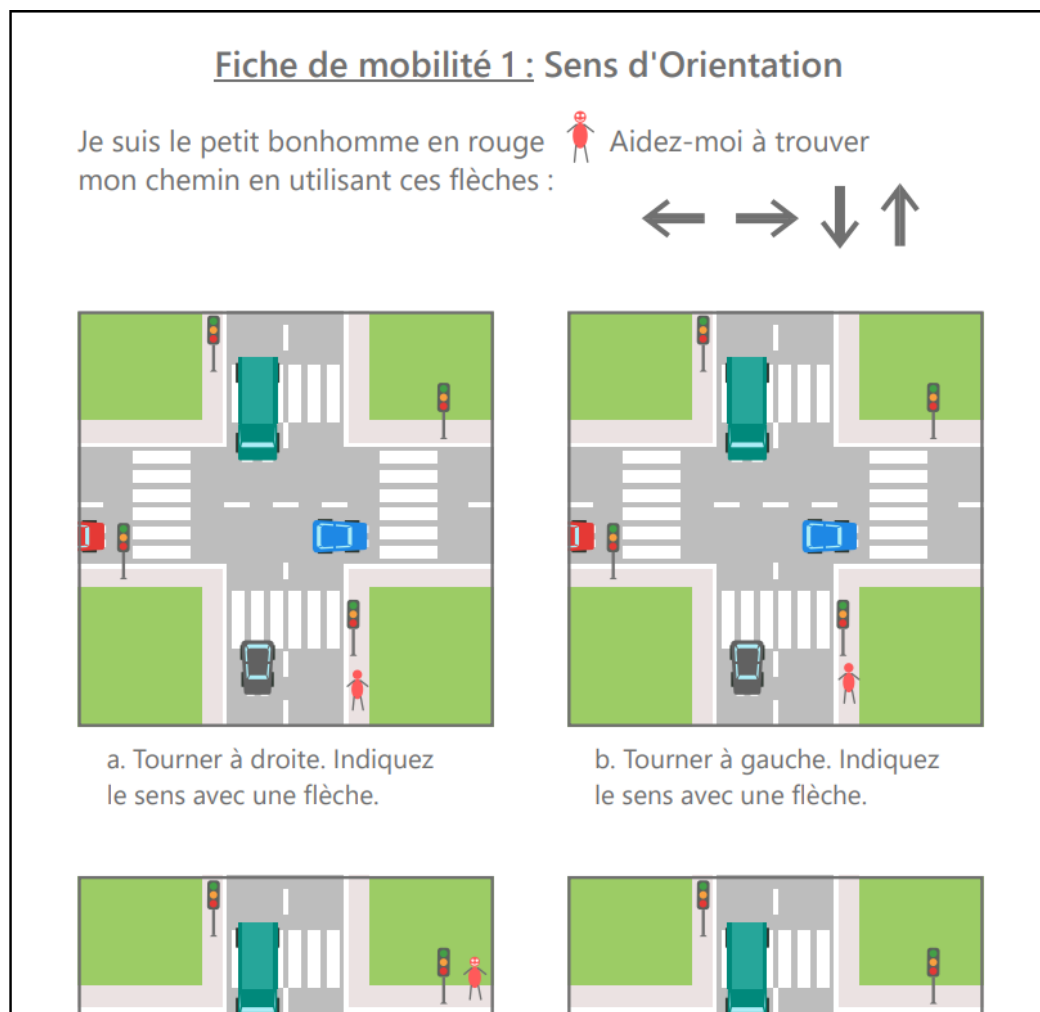 Fiche de mobilité 1 : Sens d'Orientation
Je suis le petit bonhomme en rouge Aidez-moi à trouver
mon chemin en utilisant ces flèches :
a. Tourner à droite. Indiquez
le sens avec une flèche.
b. Tourner à gauche. Indiquez
le sens avec une flèche.